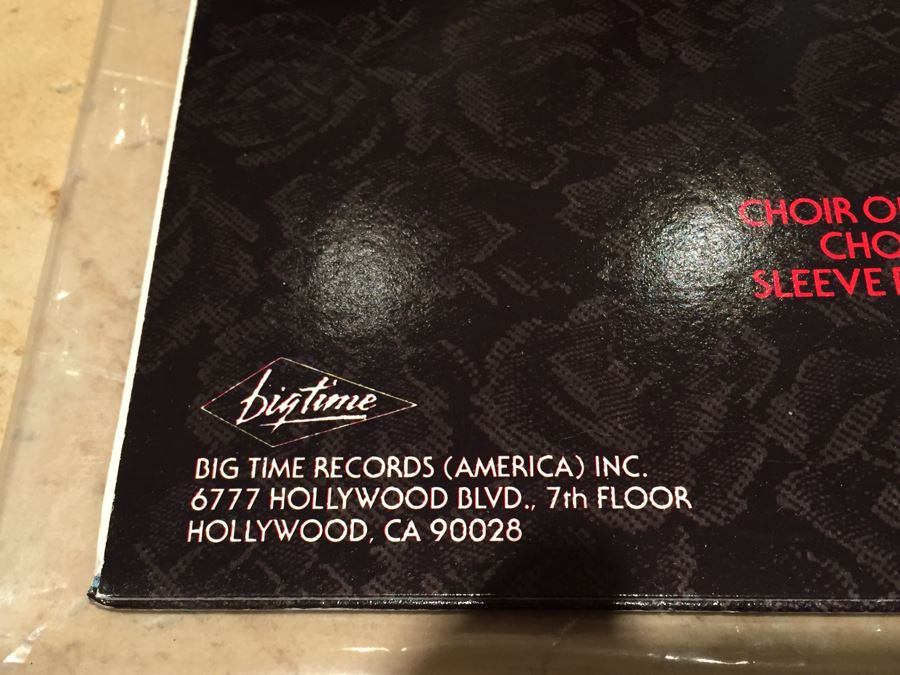 CHOIR
CHO
SLEEVE
bigtime
BIG TIME RECORDS (AMERICA) INC.
6777 HOLLYWOOD BLVD., 7th FLOOR
HOLLYWOOD, CA 90028